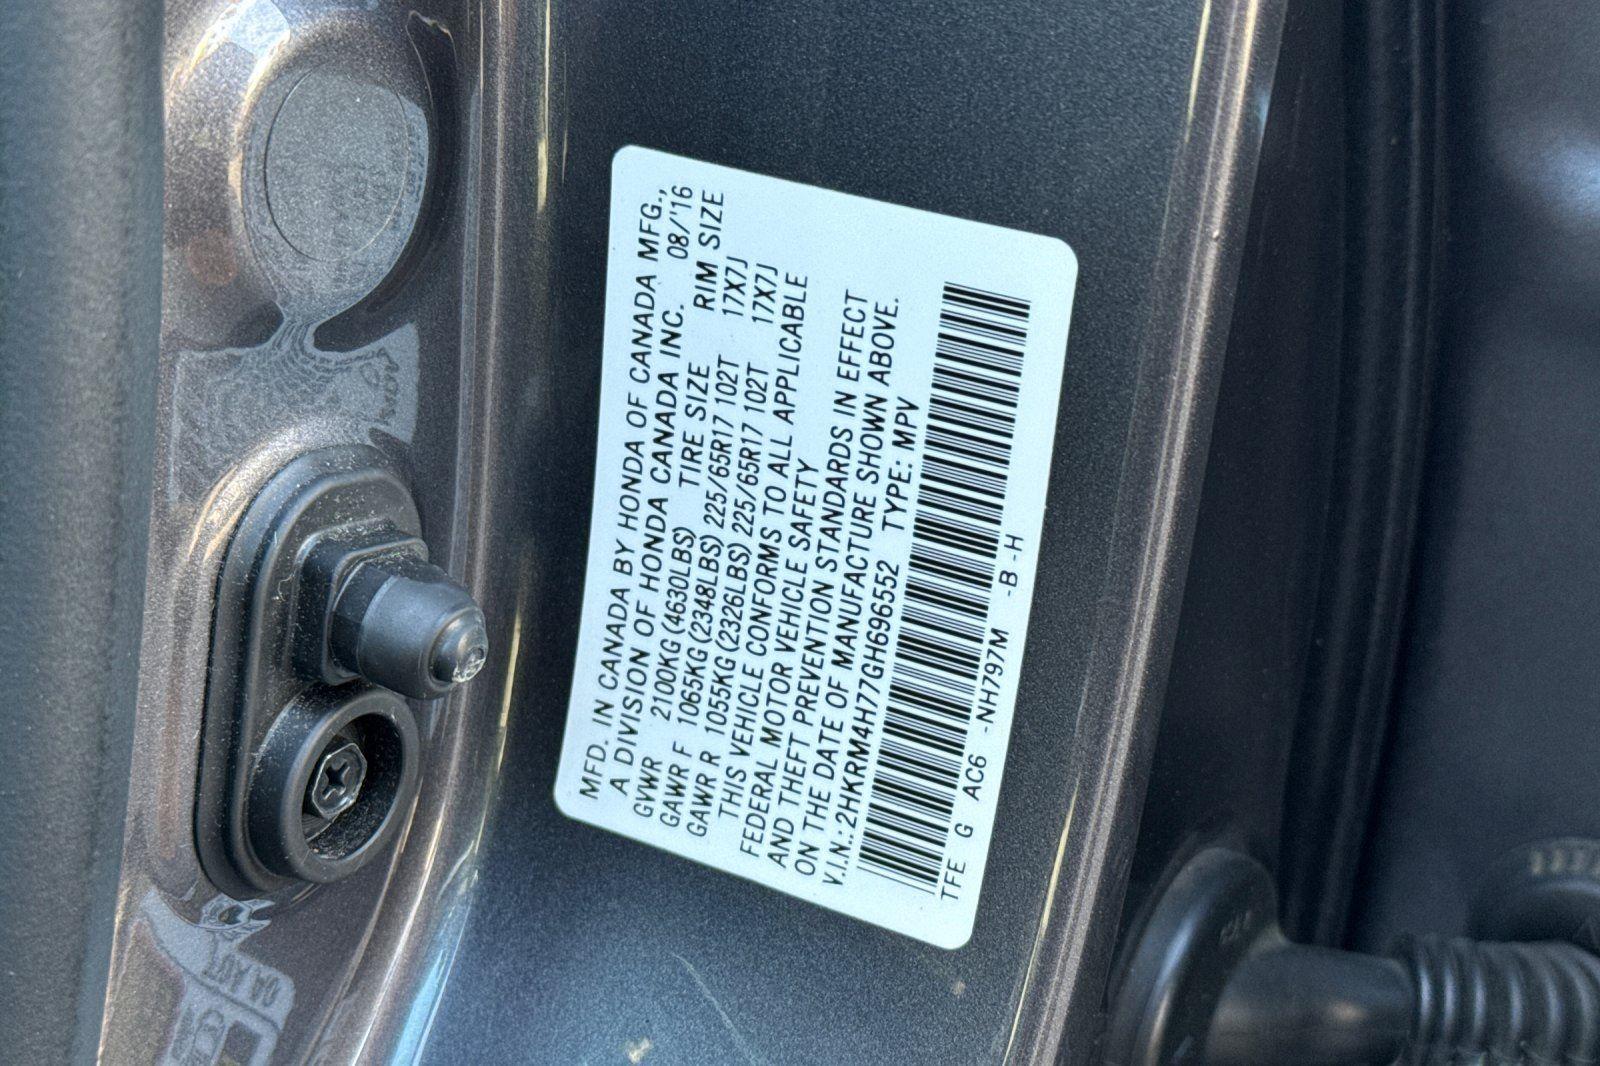 MFD. IN CANADA BY HONDA OF CANADA MFG.,
A DIVISION OF HONDA CANADA INC. 08/'16
GVWR 2100KG(4630LBS) TIRE SIZE RIM SIZE
GAWR F 1065KG(2348LBS) 225/65R17 102T 17X7J
GAWR R 1055KG(2326LBS) 225/65R17 102T 17X7J
THIS VEHICLE CONFORMS TO ALL APPLICABLE
FEDERAL MOTOR VEHICLE SAFETY
AND THEFT PREVENTION STANDARDS IN EFFECT
ON THE DATE OF MANUFACTURE SHOWN ABOVE.
V.I.N.:2HKRM4H77GH696552 TYPE: MPV
TFE G AC6 -NH797M -B -H